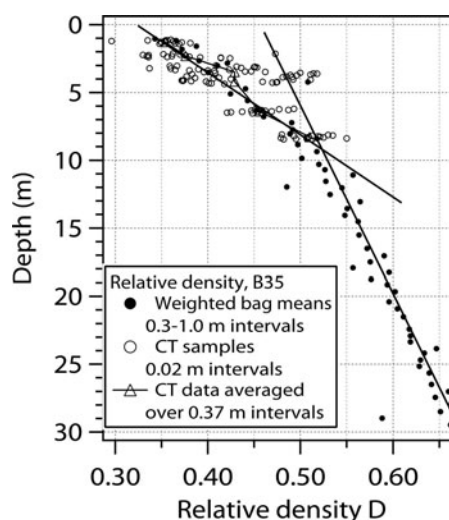 0
5
10
15
20
25
30
Depth (m)
Relative density, B35
Weighted bag means
0.3-1.0 m intervals
CT samples
0.02 m intervals
CT data averaged
over 0.37 m intervals
0.30 0.40 0.50 0.60
Relative density D